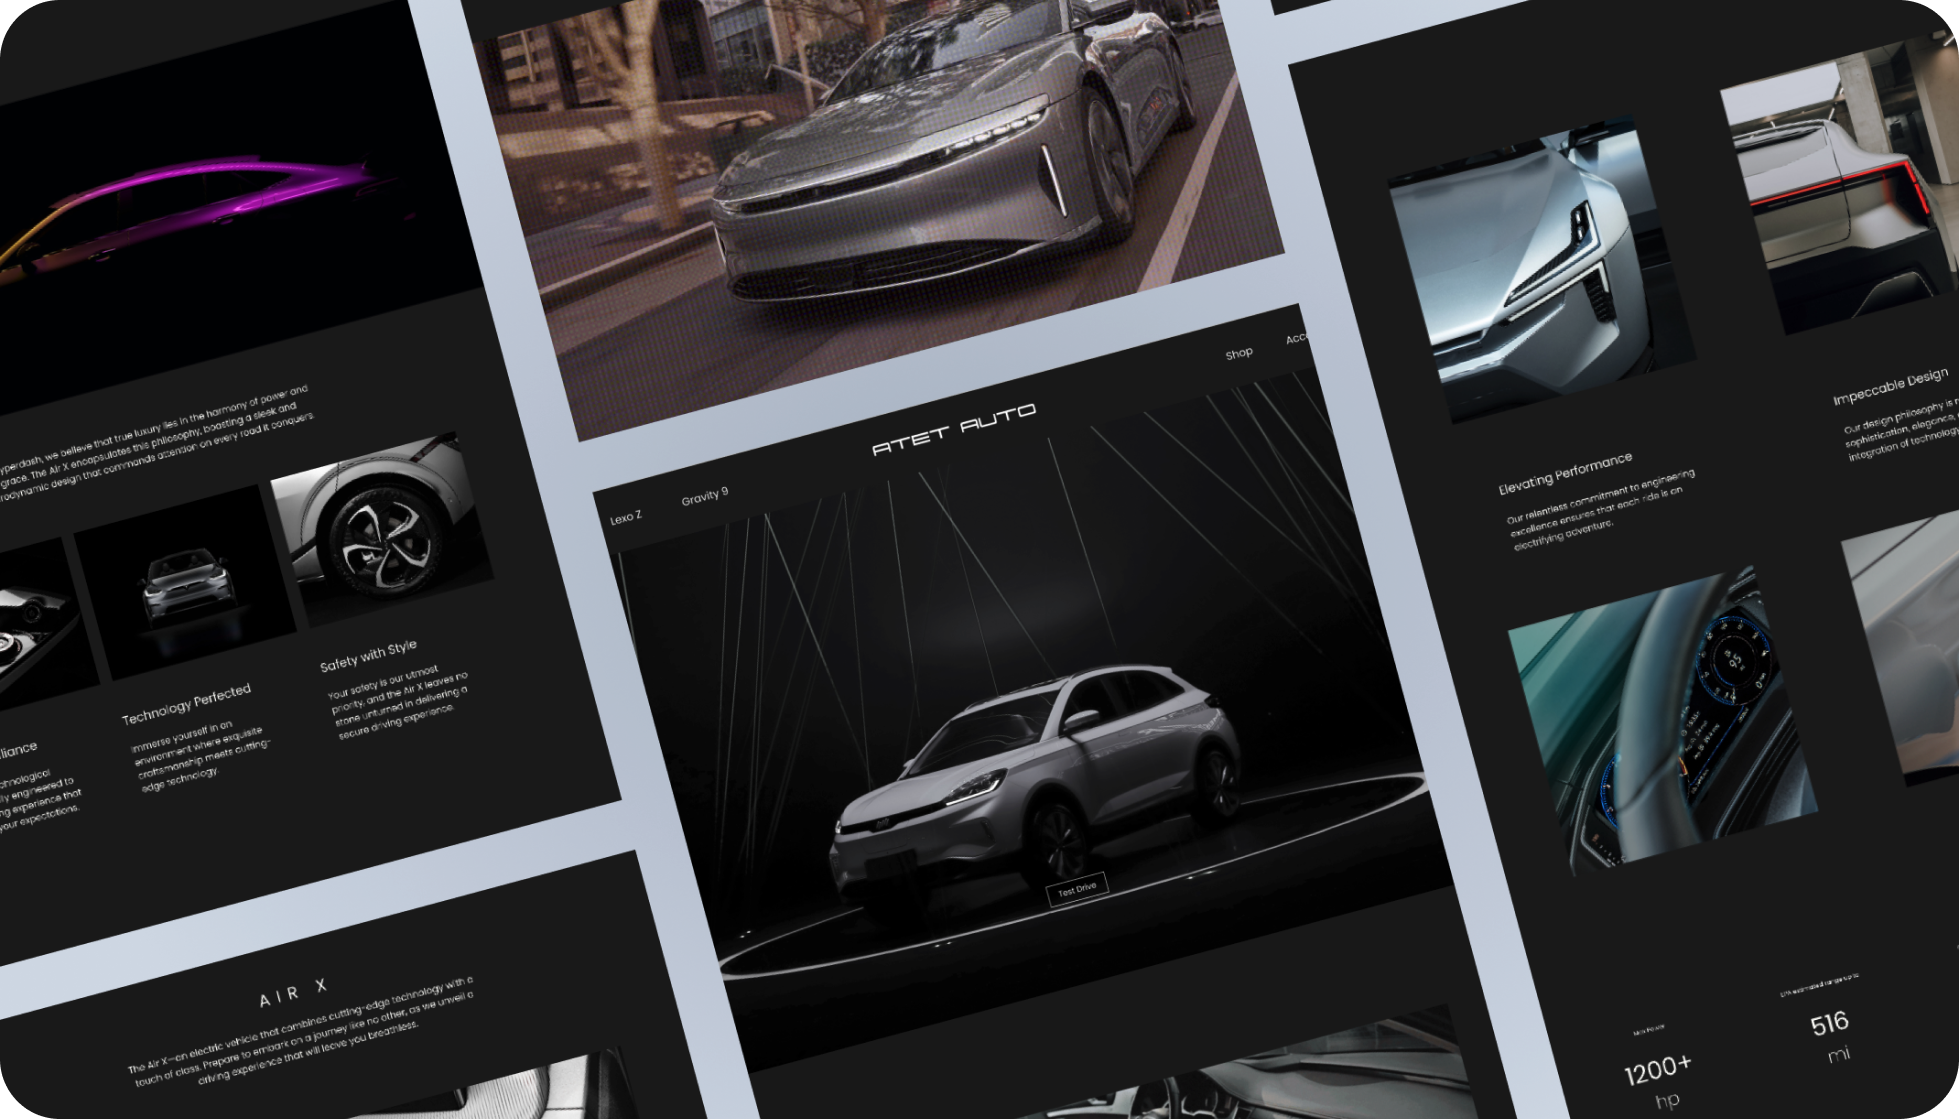 we believe that true luxury lies in the harmony of power and
grace. The Air X encapsulates this philosophy, boasting a sleek and
design that commands attention on every road it conquers.
Technology Perfected
Immerse yourself in an
environment where exquisite
craftsmanship meets cutting-
edge technology.
Safety with Style
Your safety is our utmost
priority, and the Air X leaves no
stone unturned in delivering a
secure driving experience.
engineered to
experience that
your expectations.
AIR X
The Air X—an electric vehicle that combines cutting-edge technology with a
touch of class. Prepare to embark on a journey like no other, as we unveil a
driving experience that will leave you breathless.
Lexo Z
Gravity 9
ATET AUTO
Shop
Test Drive
Elevating Performance
Our relentless commitment to engineering
excellence ensures that each ride is an
electrifying adventure.
Impeccable Design
Our design philosophy is
sophistication, elegance,
integration of technology
95
Max Power
1200+
hp
EPA estimated range up to
516
mi